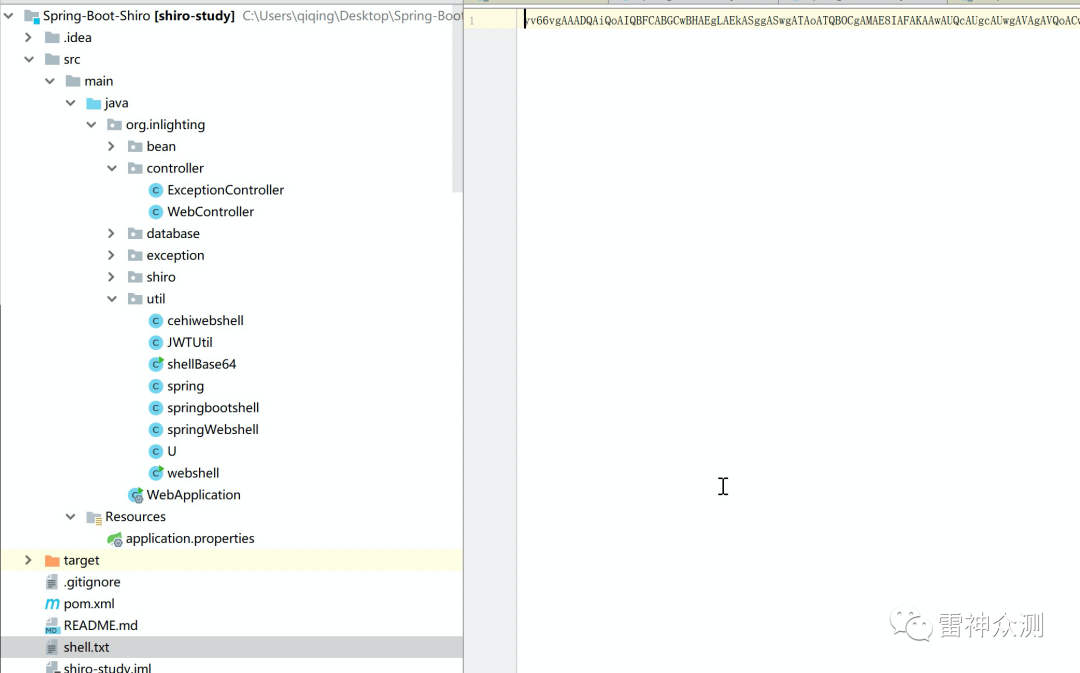 Spring-Boot-Shiro [shiro-study] C:\Users\qiqing\Desktop\Spring-Boot
.idea
src
main
java
org.inlighting
bean
controller
ExceptionController
WebController
database
exception
shiro
util
cehiwebshell
JWTUtil
shellBase64
spring
springbootshell
springWebshell
U
webshell
WebApplication
Resources
application.properties
target
.gitignore
pom.xml
README.md
shell.txt
shiro-study.iml
1
雷神众测